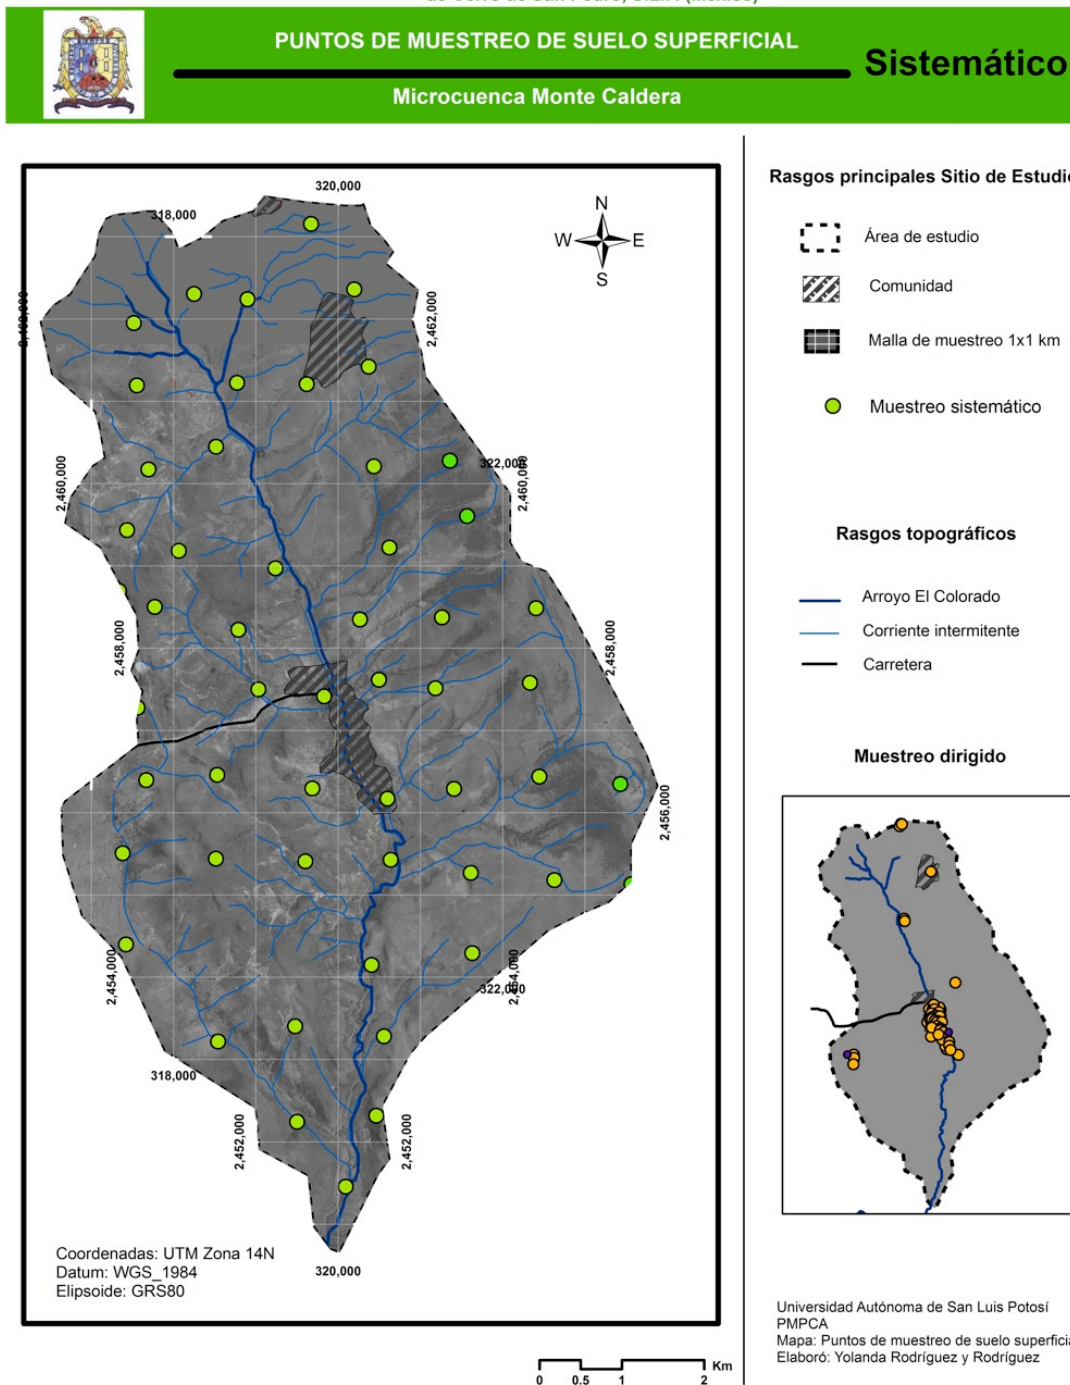 PUNTOS DE MUESTREO DE SUELO SUPERFICIAL
Sistemático
Microcuenca Monte Caldera
320,000
318,000
N
W
E
S
2,462,000
322,000
2,460,000
2,460,000
2,458,000
2,458,000
2,456,000
2,454,000
2,454,000
322,000
318,000
2,452,000
2,452,000
320,000
Coordenadas: UTM Zona 14N
Datum: WGS_1984
Elipsoide: GRS80
0 0.5 1 2 Km
Rasgos principales Sitio de Estudio
Área de estudio
Comunidad
Malla de muestreo 1x1 km
Muestreo sistemático
Rasgos topográficos
Arroyo El Colorado
Corriente intermitente
Carretera
Muestreo dirigido
Universidad Autónoma de San Luis Potosí
PMPCA
Mapa: Puntos de muestreo de suelo superficia
Elaboró: Yolanda Rodríguez y Rodríguez